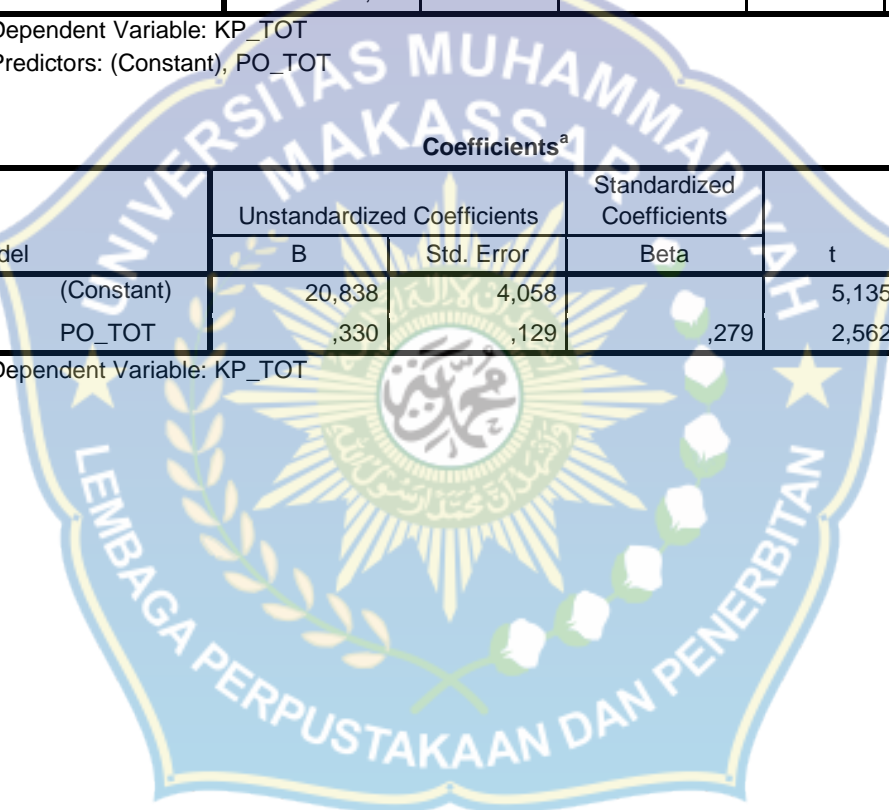 Dependent Variable: KP_TOT
Predictors: (Constant), PO_TOT
UNIVERSITAS MUHAMMADIYAH
MAKASSAR
Coefficientsa
Unstandardized Coefficients Standardized Coefficients
del B Std. Error Beta t
(Constant) 20,838 4,058 5,135
PO_TOT ,330 ,129 ,279 2,562
Dependent Variable: KP_TOT
LEMBAGA PERPUSTAKAAN DAN PENERBITAN